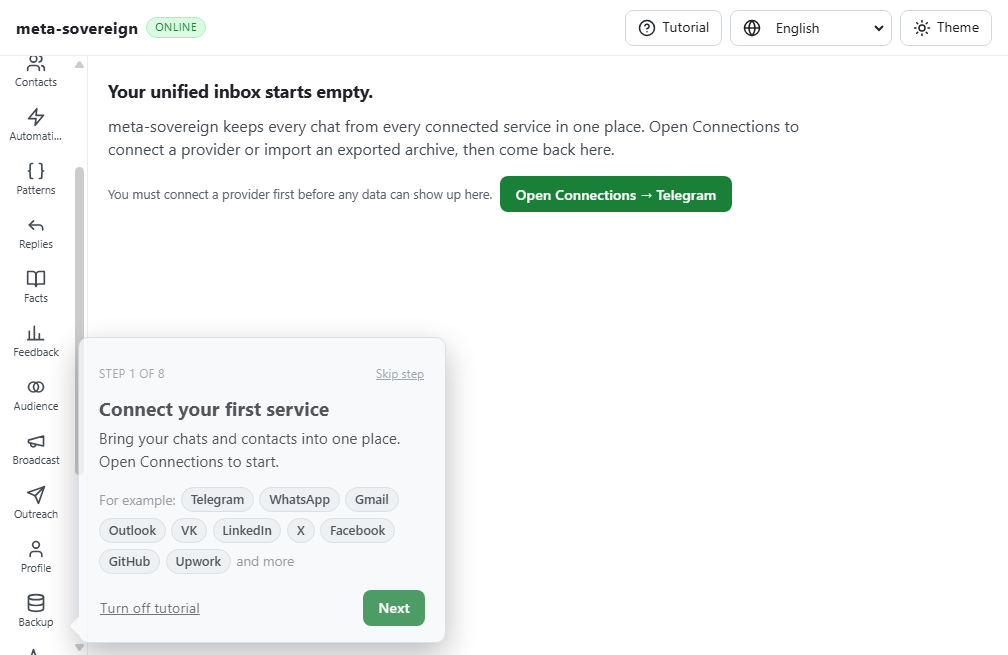 meta-sovereign ONLINE
Tutorial
English
Theme
Contacts
Automati...
Patterns
Replies
Facts
Feedback
Audience
Broadcast
Outreach
Profile
Backup
Your unified inbox starts empty.
meta-sovereign keeps every chat from every connected service in one place. Open Connections to
connect a provider or import an exported archive, then come back here.
You must connect a provider first before any data can show up here. Open Connections → Telegram
STEP 1 OF 8 Skip step
Connect your first service
Bring your chats and contacts into one place.
Open Connections to start.
For example: Telegram WhatsApp Gmail
Outlook VK LinkedIn X Facebook
GitHub Upwork and more
Turn off tutorial Next